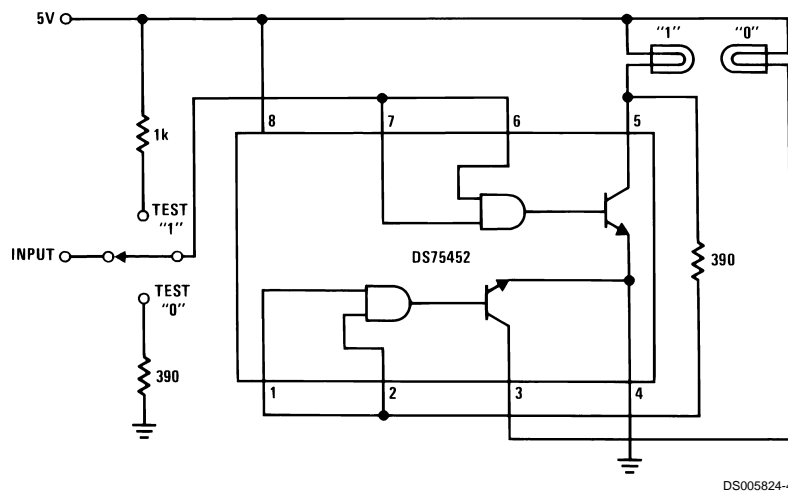 5V
"1" "0"
8 7 6 5
1k
TEST
"1"
INPUT
DS75452
390
TEST
"0"
390
1 2 3 4
DS005824-4